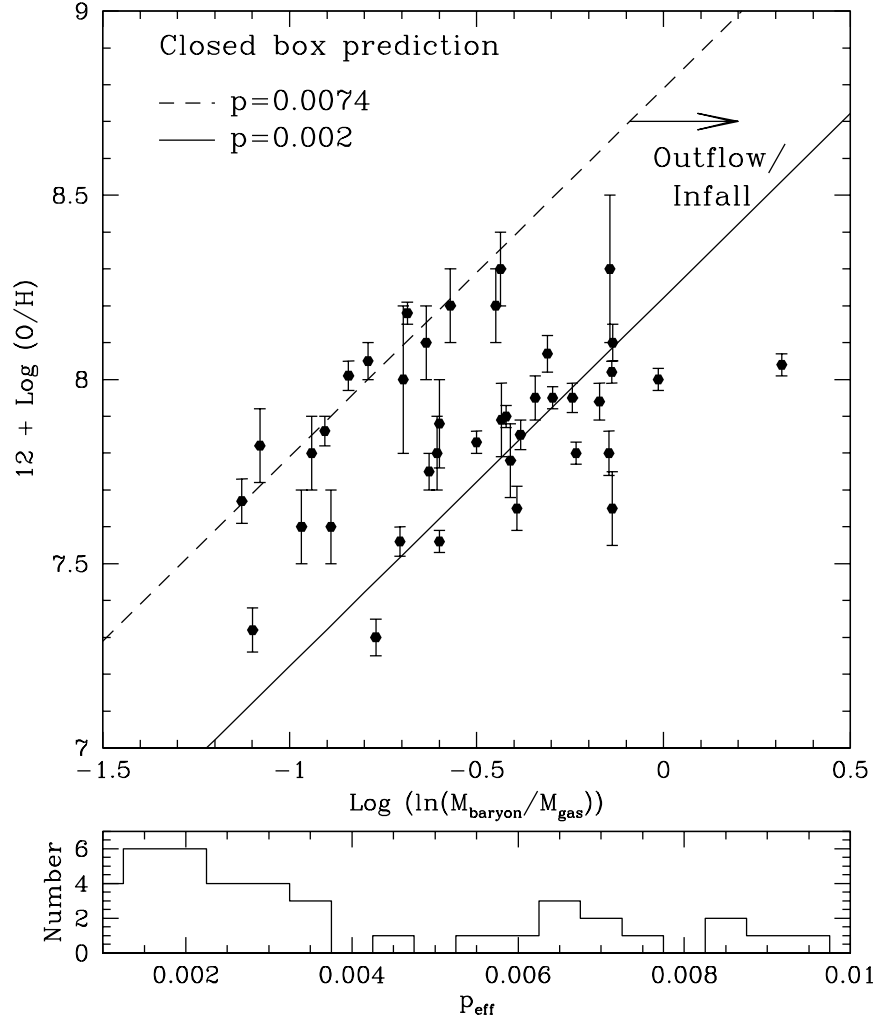 Closed box prediction
p=0.0074
p=0.002
Outflow/
Infall
12 + Log (O/H)
9
8.5
8
7.5
7
−1.5 −1 −0.5 0 0.5
Log (ln(M_baryon/M_gas))
Number
6
4
2
0
0.002 0.004 0.006 0.008 0.01
p_eff